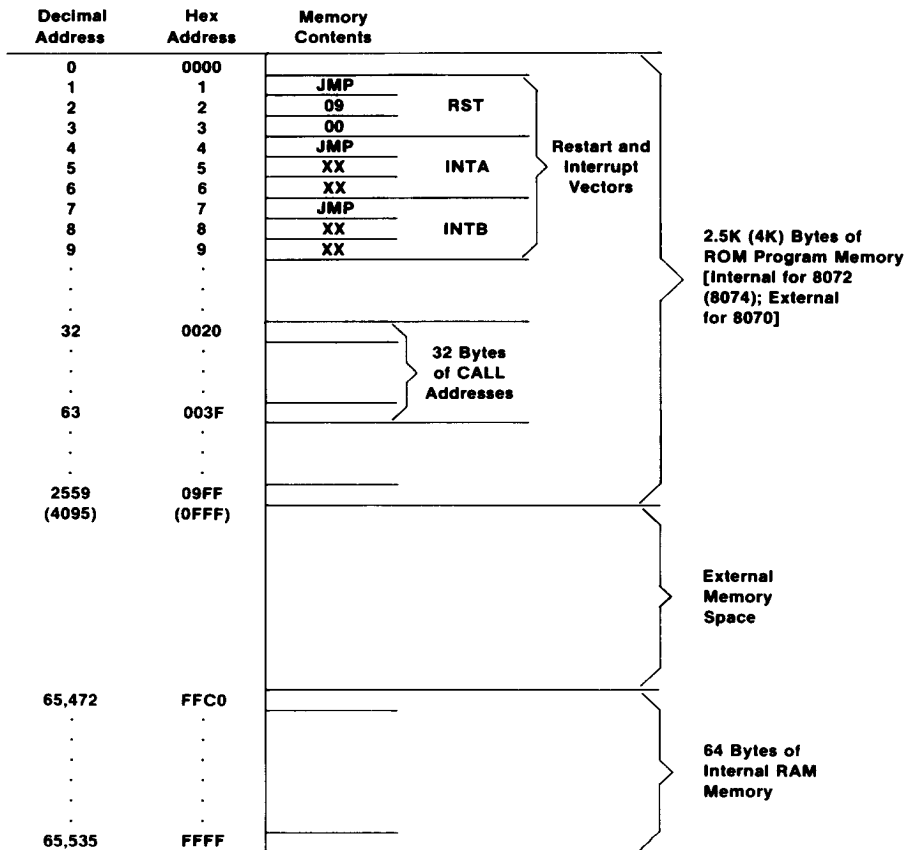 Decimal Address Hex Address Memory Contents
0 0000
1 1 JMP
2 2 09 RST
3 3 00
4 4 JMP
5 5 XX INTA
6 6 XX
7 7 JMP
8 8 XX INTB
9 9 XX
Restart and
Interrupt
Vectors
. .
. .
. .
32 0020
. .
. .
. .
63 003F
32 Bytes
of CALL
Addresses
. .
. .
. .
2559 09FF
(4095) (0FFF)
2.5K (4K) Bytes of
ROM Program Memory
[Internal for 8072
(8074); External
for 8070]
External
Memory
Space
65,472 FFC0
. .
. .
. .
. .
. .
65,535 FFFF
64 Bytes of
Internal RAM
Memory